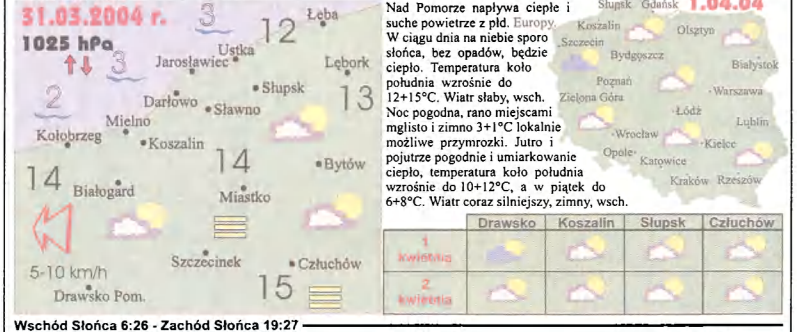 31.03.2004 r.
1025 hPa
3
3
2
12
Łeba
Ustka
Jarosławiec
Lębork
13
Słupsk
Darłowo
Sławno
Mielno
Kołobrzeg
Koszalin
14
14
Bytów
Białogard
Miastko
Szczecinek
Człuchów
5-10 km/h
15
Drawsko Pom.
Nad Pomorze napływa ciepłe i
suche powietrze z płd. Europy.
W ciągu dnia na niebie sporo
słońca, bez opadów, będzie
ciepło. Temperatura koło
południa wzrośnie do
12+15°C. Wiatr słaby, wsch.
Noc pogodna, rano miejscami
mglisto i zimno 3+1°C lokalnie
możliwe przymrozki. Jutro i
pojutrze pogodnie i umiarkowanie
ciepło, temperatura koło południa
wzrośnie do 10+12°C, a w piątek do
6+8°C. Wiatr coraz silniejszy, zimny, wsch.
1.04.04
Słupsk Gdańsk
Koszalin
Olsztyn
Szczecin
Bydgoszcz
Białystok
Poznań
Warszawa
Zielona Góra
Łódź
Lublin
Wrocław
Kielce
Opole
Katowice
Kraków Rzeszów
Drawsko Koszalin Słupsk Człuchów
1
kwietnia
2
kwietnia
Wschód Słońca 6:26 - Zachód Słońca 19:27